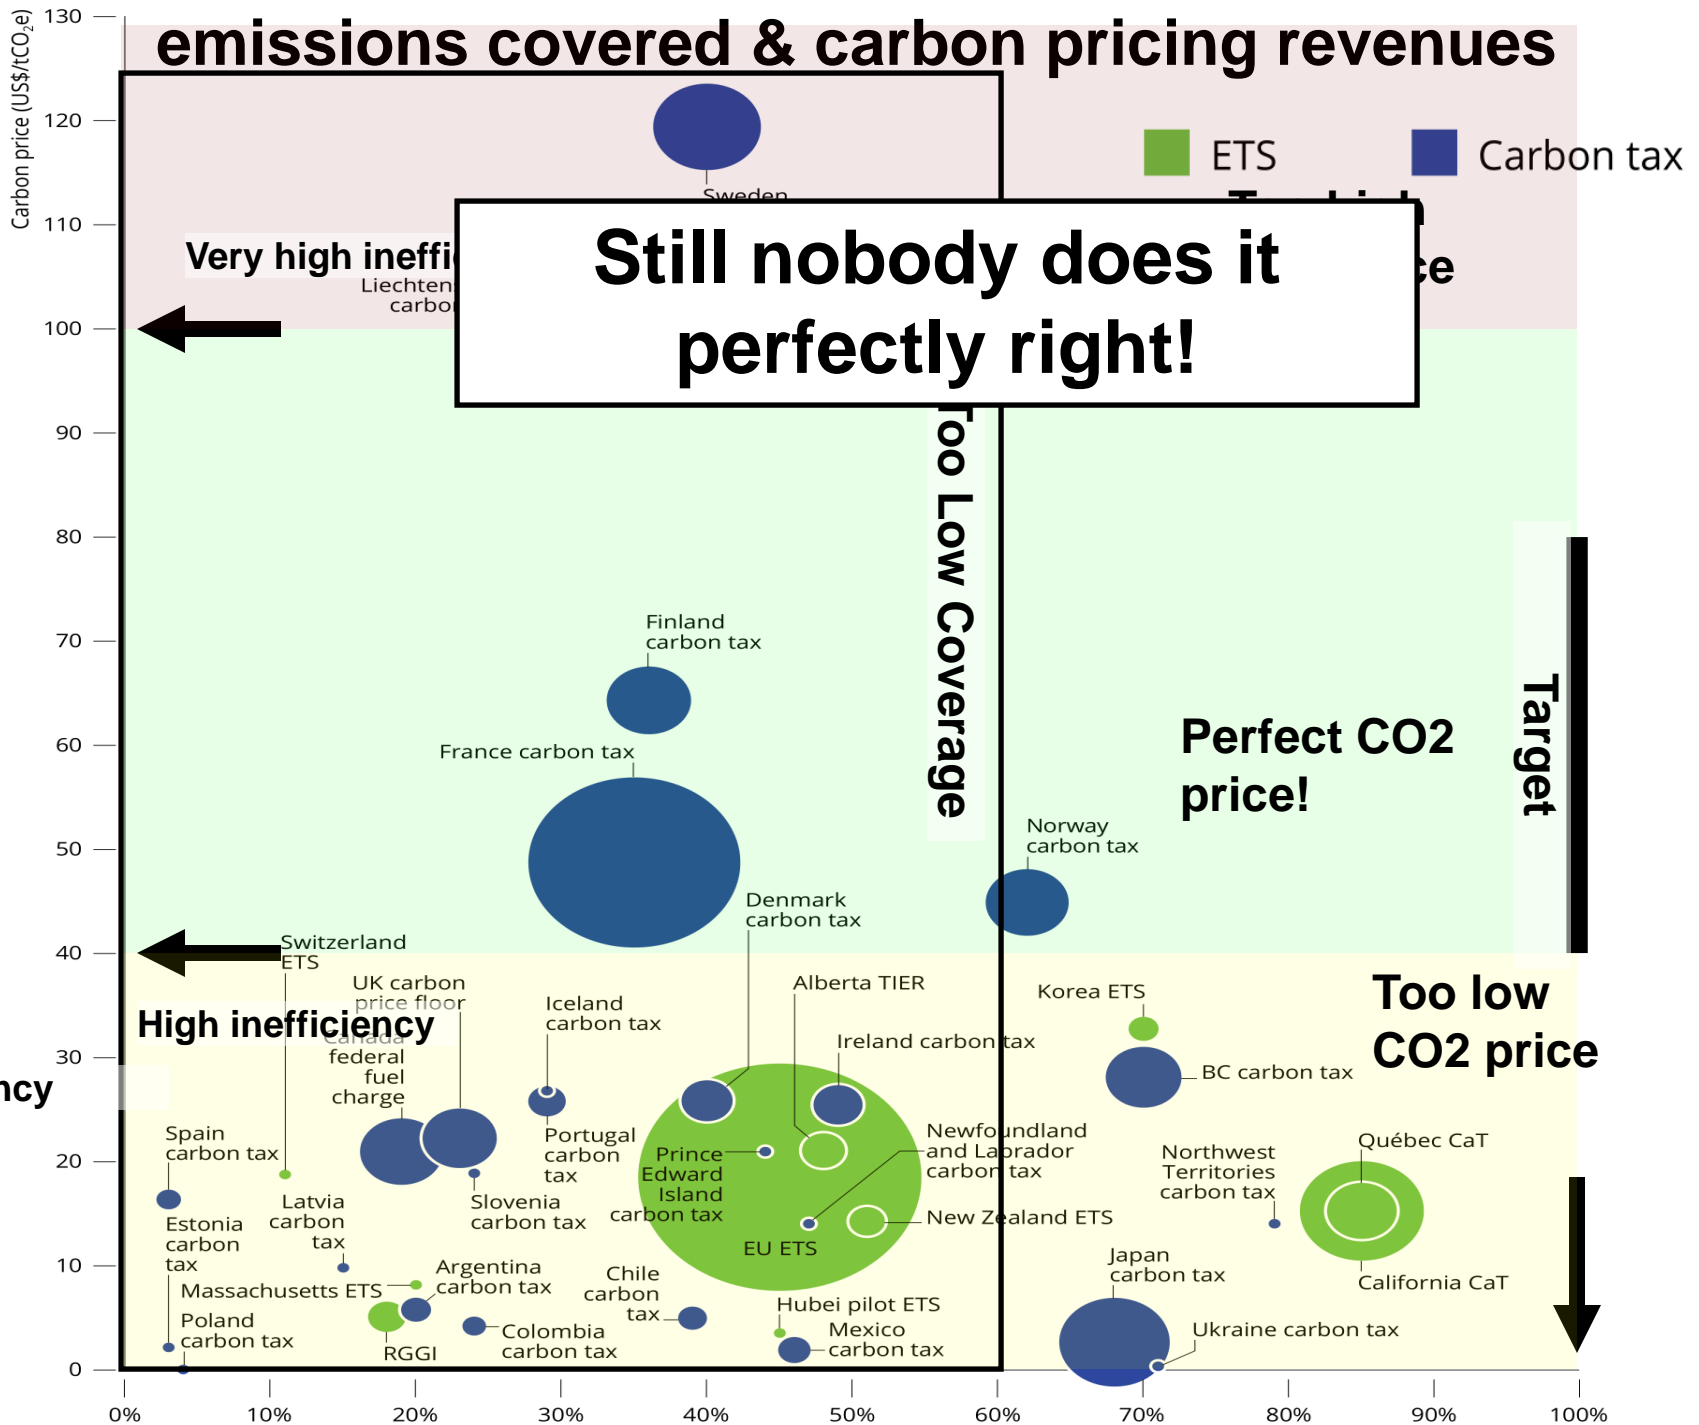 emissions covered & carbon pricing revenues
Carbon price (US$/tCO₂e)
130
120
110
100
90
80
70
60
50
40
30
20
10
0
ETS
Carbon tax
Sweden
Very high
Still nobody does it
perfectly right!
Too Low Coverage
Target
Finland
carbon tax
France carbon tax
Perfect CO2
price!
Norway
carbon tax
Denmark
carbon tax
Switzerland
ETS
UK carbon
price floor
High inefficiency
Canada
federal
fuel
charge
Iceland
carbon tax
Alberta TIER
Ireland carbon tax
Korea ETS
Too low
CO2 price
BC carbon tax
Spain
carbon tax
Portugal
carbon
tax
Prince
Edward
Island
carbon tax
Newfoundland
and Labrador
carbon tax
Northwest
Territories
carbon tax
Québec CaT
Latvia
carbon
tax
Slovenia
carbon tax
Estonia
carbon
tax
New Zealand ETS
EU ETS
Massachusetts ETS
Argentina
carbon tax
Chile
carbon
tax
Japan
carbon tax
California CaT
Poland
carbon tax
RGGI
Colombia
carbon tax
Hubei pilot ETS
Mexico
carbon tax
Ukraine carbon tax
0%
10%
20%
30%
40%
50%
60%
70%
80%
90%
100%